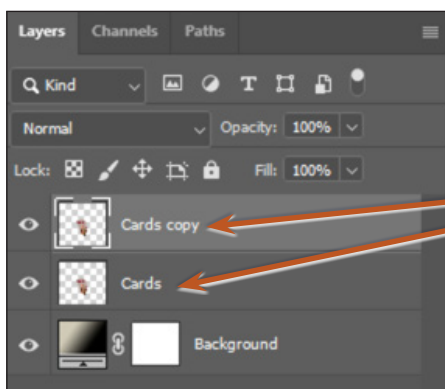 Layers Channels Paths
Kind
Normal Opacity: 100%
Lock: Fill: 100%
Cards copy
Cards
Background